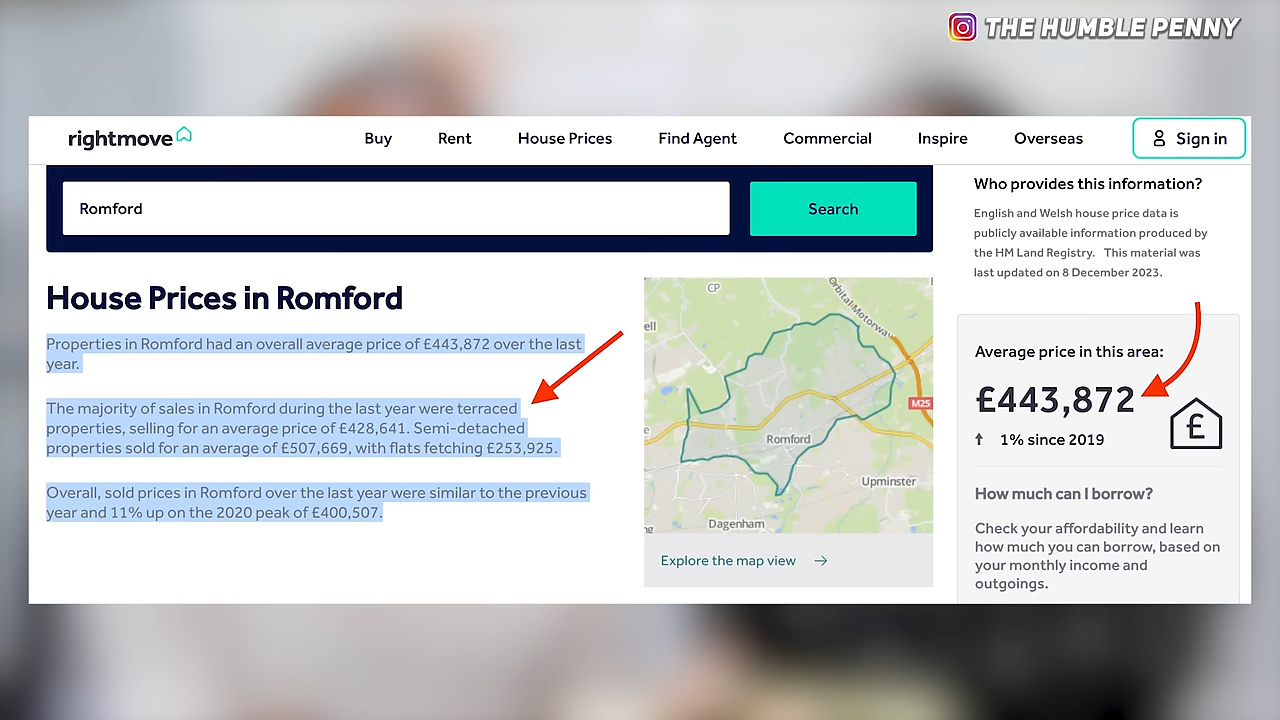 THE HUMBLE PENNY
rightmove
Buy
Rent
House Prices
Find Agent
Commercial
Inspire
Overseas
Sign in
Romford
Search
House Prices in Romford
Properties in Romford had an overall average price of £443,872 over the last
year.
The majority of sales in Romford during the last year were terraced
properties, selling for an average price of £428,641. Semi-detached
properties sold for an average of £507,669, with flats fetching £253,925.
Overall, sold prices in Romford over the last year were similar to the previous
year and 11% up on the 2020 peak of £400,507.
CP
Orbital Motorway
ell
M25
e
Romford
Upminster
ng
Dagenham
Explore the map view
Who provides this information?
English and Welsh house price data is
publicly available information produced by
the HM Land Registry. This material was
last updated on 8 December 2023.
Average price in this area:
£443,872
£
1% since 2019
How much can I borrow?
Check your affordability and learn
how much you can borrow, based on
your monthly income and
outgoings.